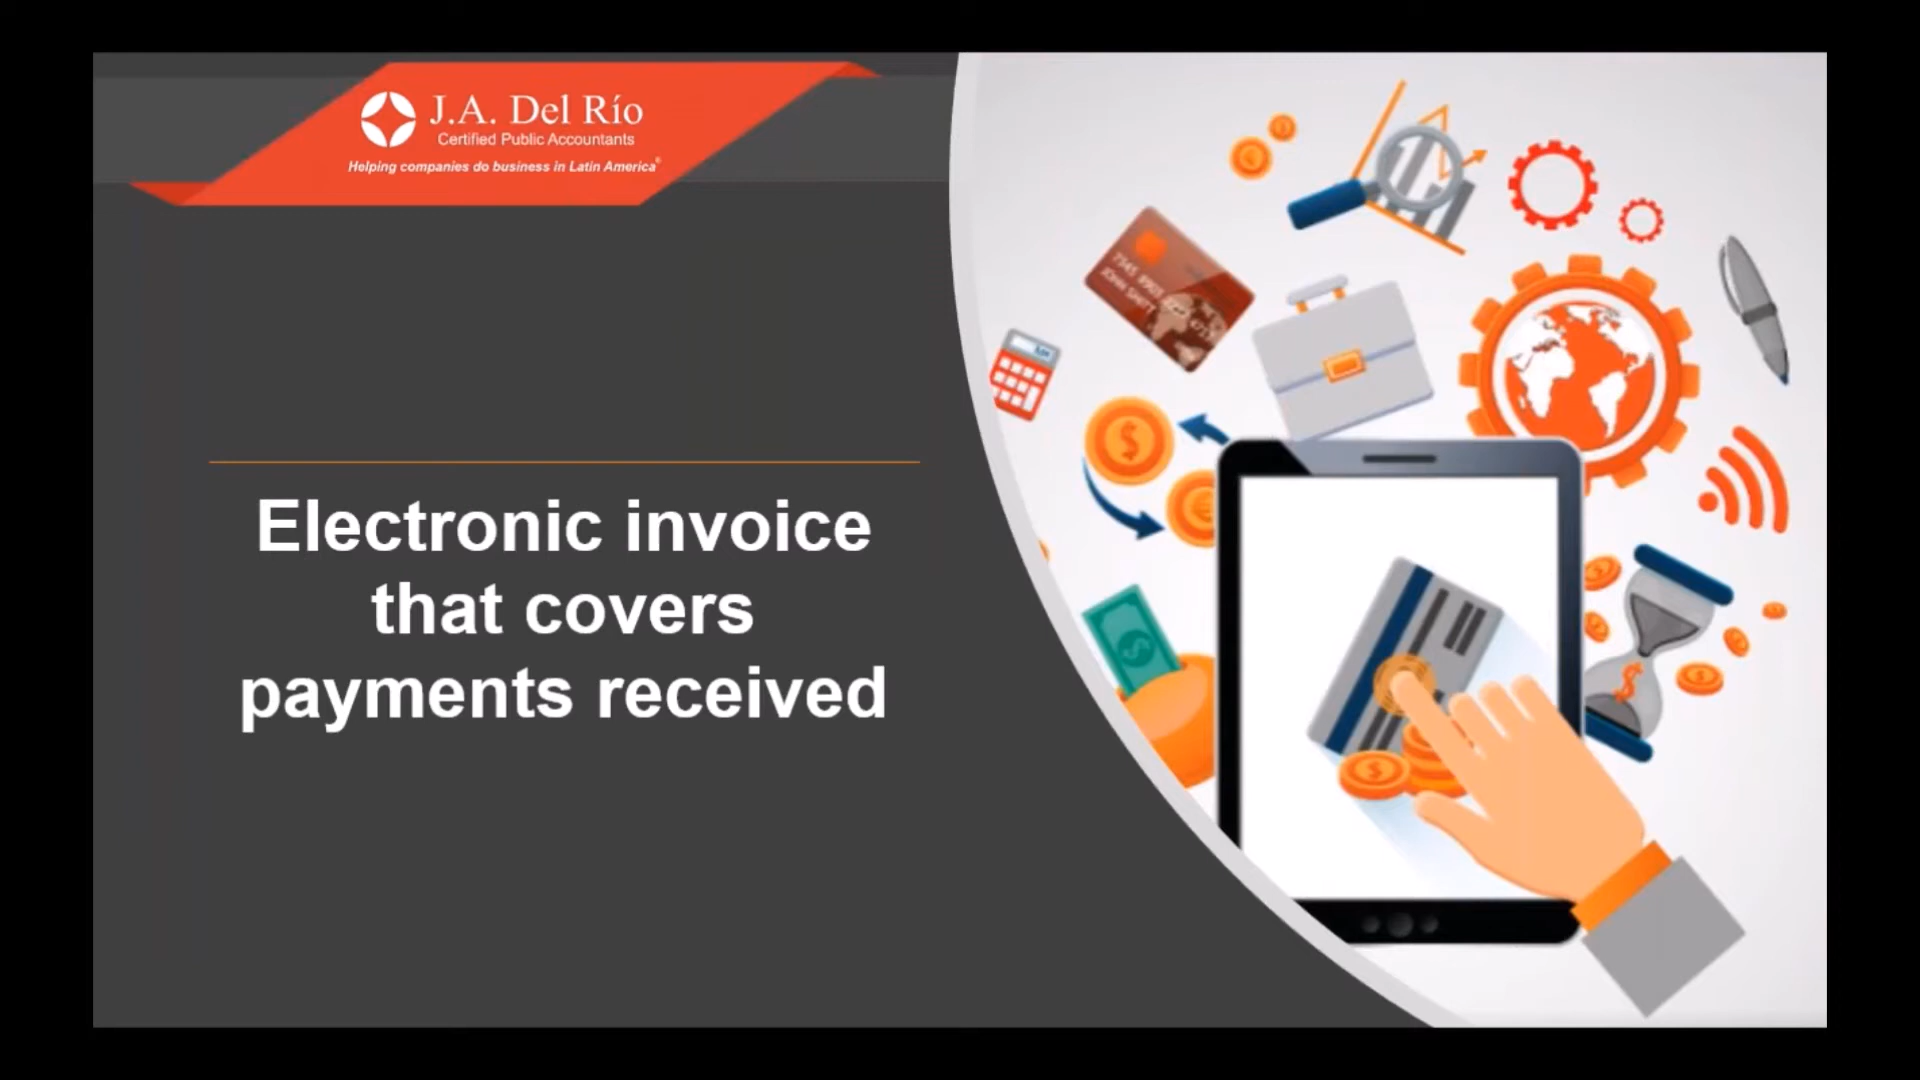 J.A. Del Río
Certified Public Accountants
Helping companies do business in Latin America®
Electronic invoice
that covers
payments received